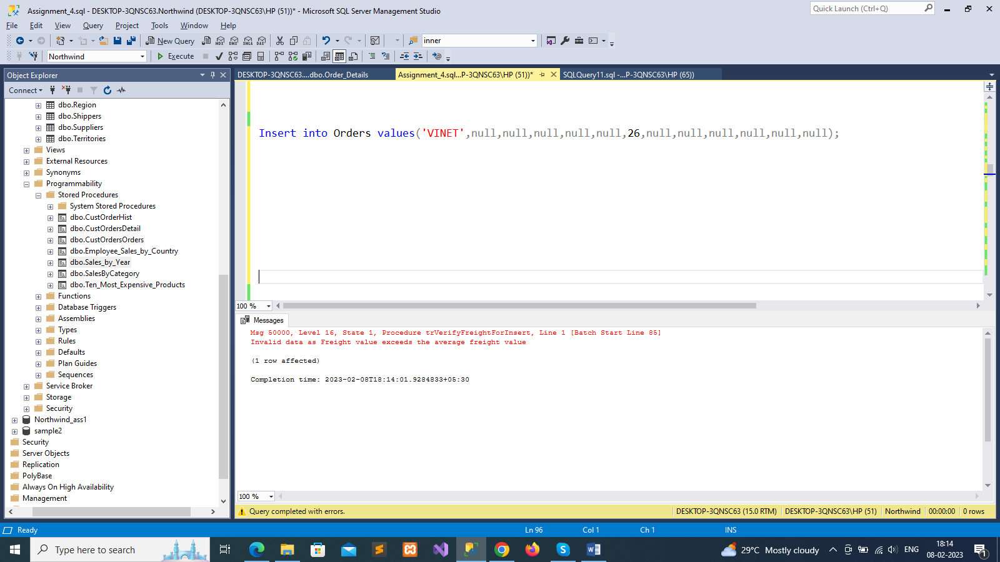 Assignment_4.sql - DESKTOP-3QNSC63.Northwind (DESKTOP-3QNSC63\HP (51))* - Microsoft SQL Server Management Studio
Quick Launch (Ctrl+Q)
File Edit View Query Project Tools Window Help
New Query
MDX DMX XMLA DAX
inner
Northwind
Execute
Object Explorer
DESKTOP-3QNSC63....dbo.Order_Details
Assignment_4.sql...P-3QNSC63\HP (51))*
SQLQuery11.sql -...P-3QNSC63\HP (65))
Connect
dbo.Region
dbo.Shippers
dbo.Suppliers
dbo.Territories
Views
External Resources
Synonyms
Programmability
Stored Procedures
System Stored Procedures
dbo.CustOrderHist
dbo.CustOrdersDetail
dbo.CustOrdersOrders
dbo.Employee_Sales_by_Country
dbo.Sales_by_Year
dbo.SalesByCategory
dbo.Ten_Most_Expensive_Products
Functions
Database Triggers
Assemblies
Types
Rules
Defaults
Plan Guides
Sequences
Service Broker
Storage
Security
Northwind_ass1
sample2
Security
Server Objects
Replication
PolyBase
Always On High Availability
Management
Insert into Orders values('VINET',null,null,null,null,null,26,null,null,null,null,null,null);
100 %
Messages
Msg 50000, Level 16, State 1, Procedure trVerifyFreightForInsert, Line 1 [Batch Start Line 85]
Invalid data as Freight value exceeds the average freight value
(1 row affected)
Completion time: 2023-02-08T18:14:01.9284833+05:30
100 %
Query completed with errors.
DESKTOP-3QNSC63 (15.0 RTM) DESKTOP-3QNSC63\HP (51) Northwind 00:00:00 0 rows
Ready
Ln 96 Col 1 Ch 1 INS
Type here to search
29°C Mostly cloudy
ENG
18:14
08-02-2023
1